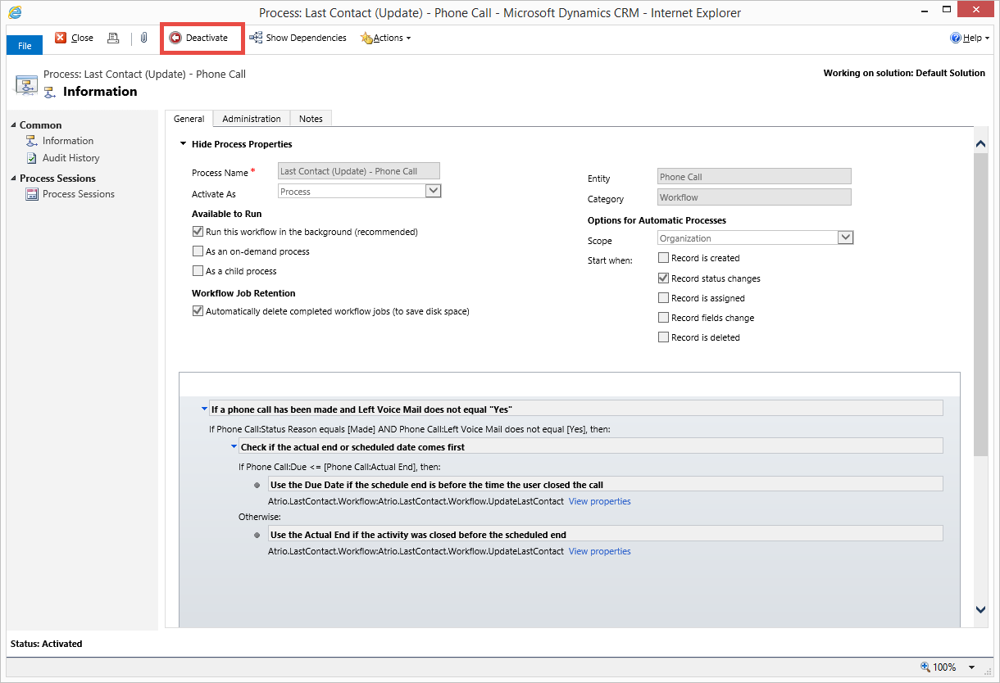 Process: Last Contact (Update) - Phone Call - Microsoft Dynamics CRM - Internet Explorer
File
Close
Deactivate
Show Dependencies
Actions
Help
Process: Last Contact (Update) - Phone Call
Information
Working on solution: Default Solution
Common
Information
Audit History
Process Sessions
Process Sessions
General
Administration
Notes
Hide Process Properties
Process Name *
Last Contact (Update) - Phone Call
Activate As
Process
Available to Run
Run this workflow in the background (recommended)
As an on-demand process
As a child process
Workflow Job Retention
Automatically delete completed workflow jobs (to save disk space)
Entity
Phone Call
Category
Workflow
Options for Automatic Processes
Scope
Organization
Start when:
Record is created
Record status changes
Record is assigned
Record fields change
Record is deleted
If a phone call has been made and Left Voice Mail does not equal "Yes"
If Phone Call:Status Reason equals [Made] AND Phone Call:Left Voice Mail does not equal [Yes], then:
Check if the actual end or scheduled date comes first
If Phone Call:Due <= [Phone Call:Actual End], then:
Use the Due Date if the schedule end is before the time the user closed the call
Atrio.LastContact.Workflow:Atrio.LastContact.Workflow.UpdateLastContact View properties
Otherwise:
Use the Actual End if the activity was closed before the scheduled end
Atrio.LastContact.Workflow:Atrio.LastContact.Workflow.UpdateLastContact View properties
Status: Activated
100%